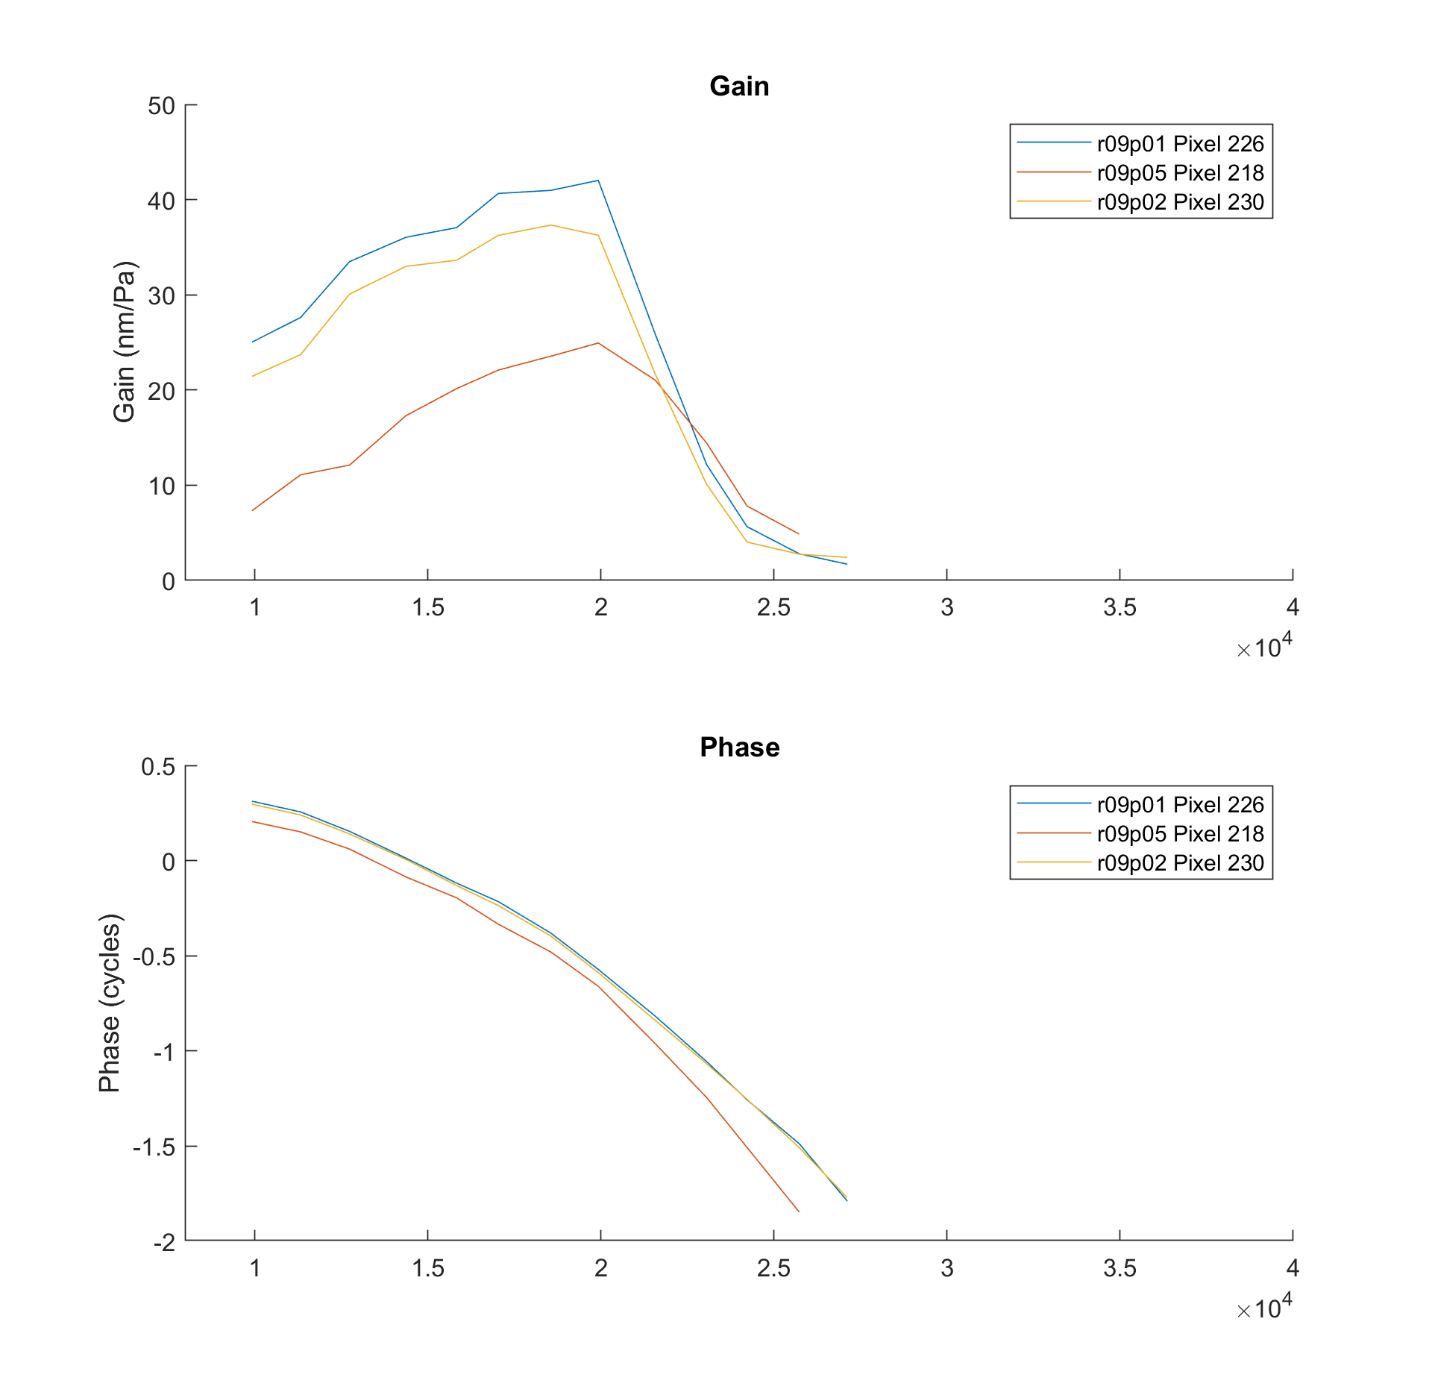 Gain
50
40
30
20
10
0
Gain (nm/Pa)
r09p01 Pixel 226
r09p05 Pixel 218
r09p02 Pixel 230
1 1.5 2 2.5 3 3.5 4
×10⁴
Phase
0.5
0
-0.5
-1
-1.5
-2
Phase (cycles)
r09p01 Pixel 226
r09p05 Pixel 218
r09p02 Pixel 230
1 1.5 2 2.5 3 3.5 4
×10⁴